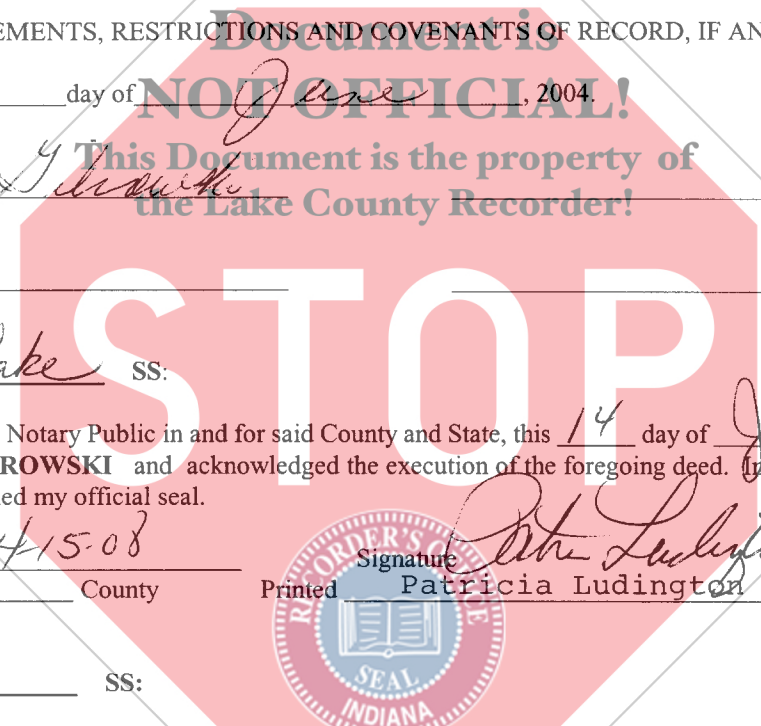 EMENTS, RESTRICTIONS AND COVENANTS OF RECORD, IF AN
Document is
day of June, 2004.
NOT OFFICIAL!
This Document is the property of
the Lake County Recorder!
STOP
ake SS:
Notary Public in and for said County and State, this 14 day of J
ROWSKI and acknowledged the execution of the foregoing deed. In
ed my official seal.
4-15-08
Signature
County Printed Patricia Ludington
RECORDER'S OFFICE
SEAL
INDIANA
SS: